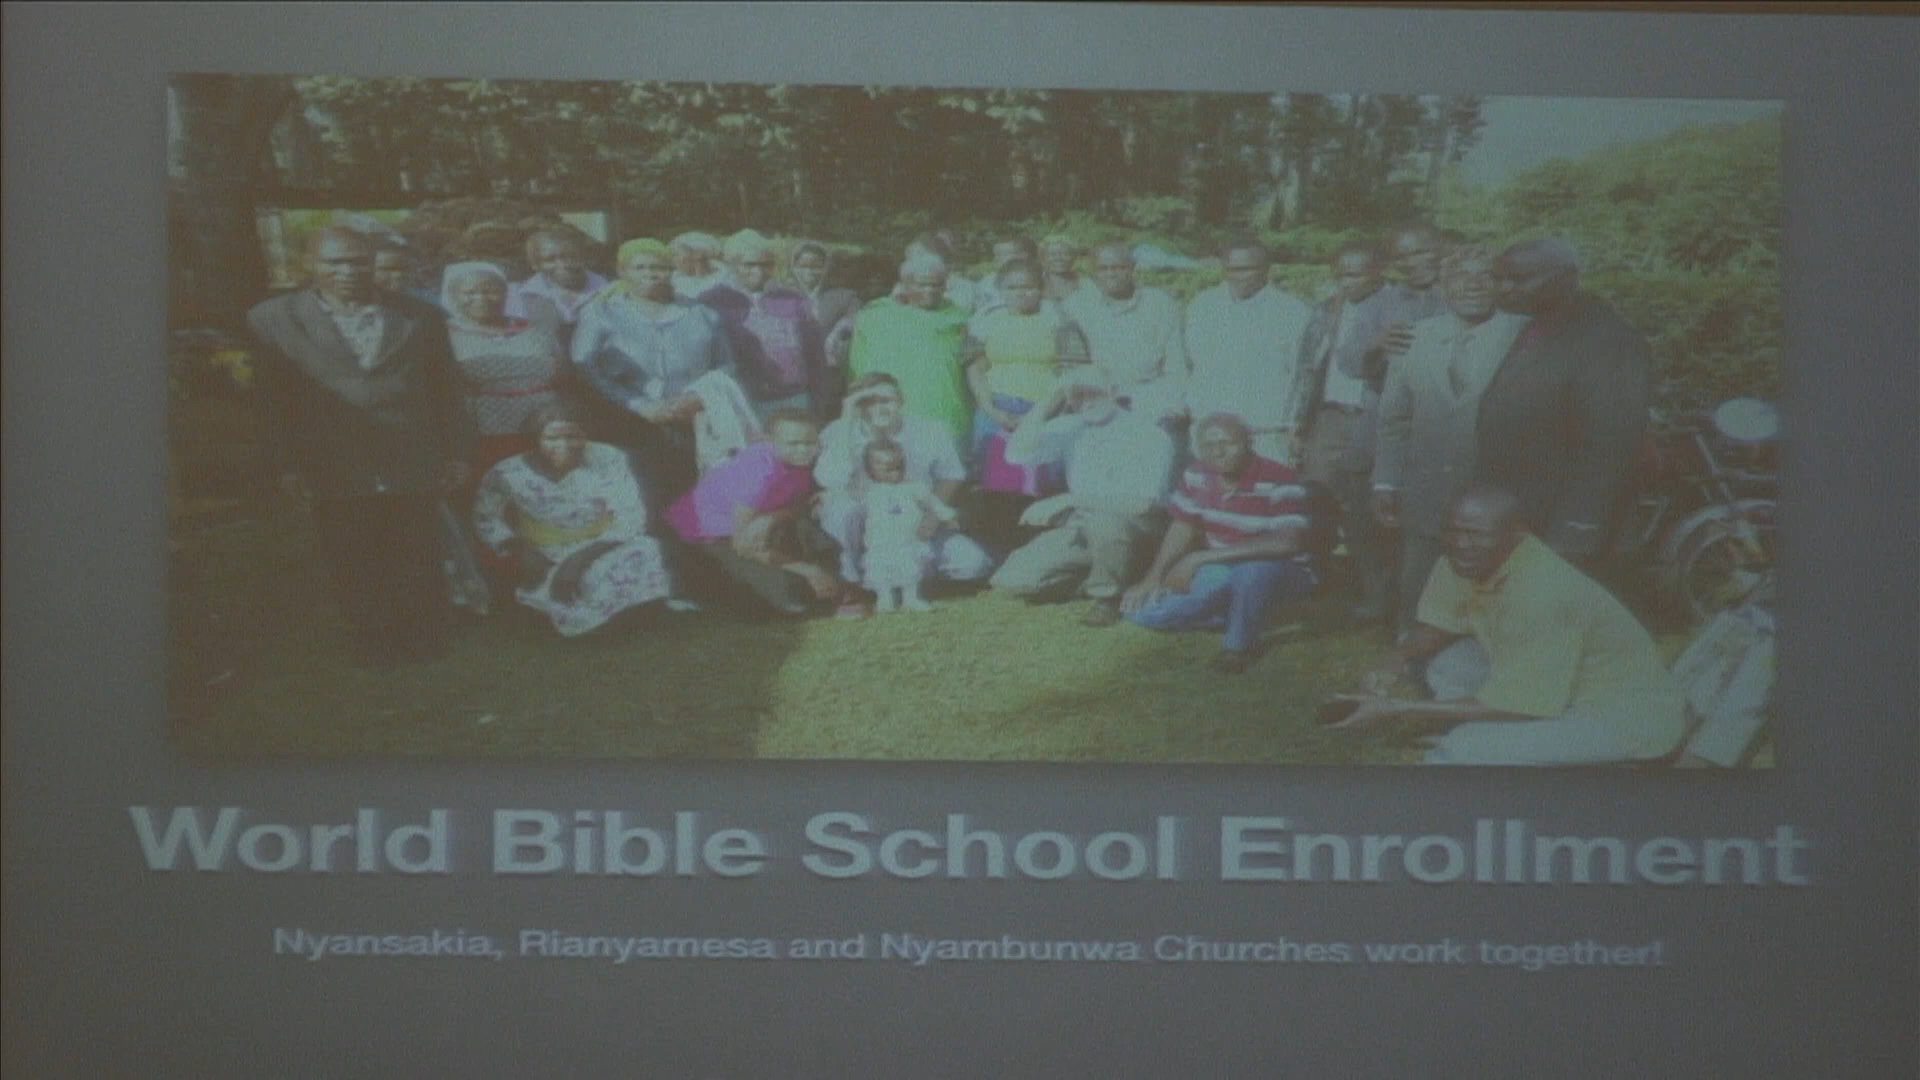 World Bible School Enrollment
Nyansakia, Rianyamesa and Nyambunwa Churches work together!